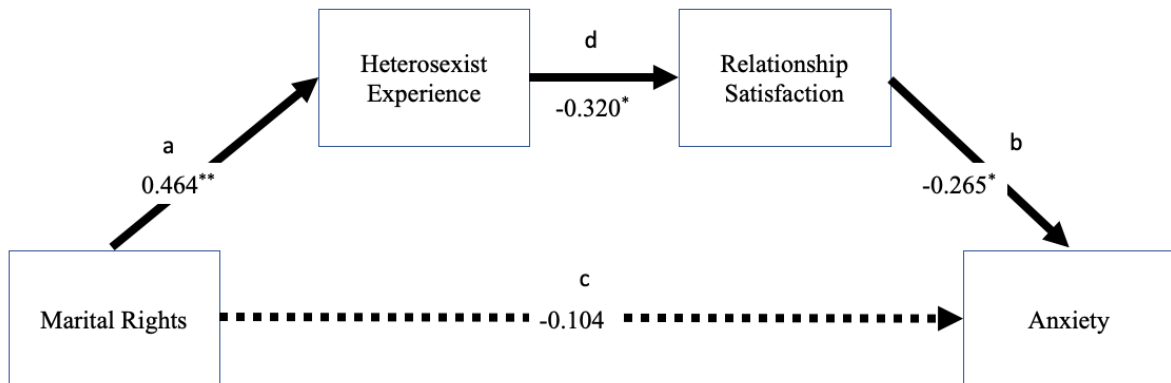 d
Heterosexist
Experience
-0.320*
Relationship
Satisfaction
a
0.464**
b
-0.265*
c
Marital Rights
-0.104
Anxiety